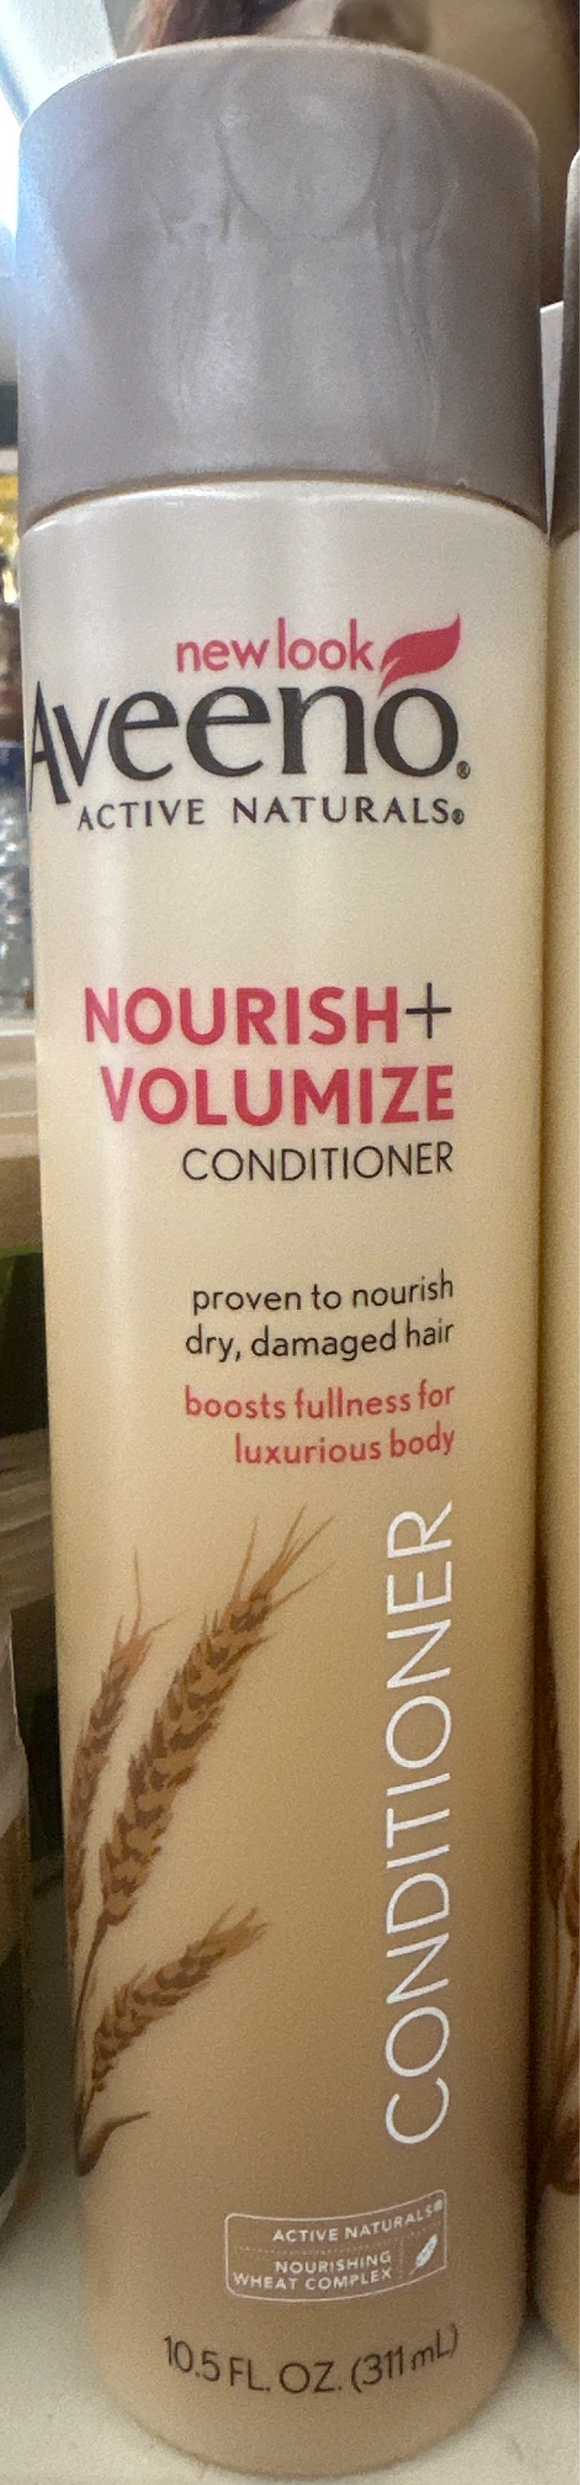 new look
Aveeno®
ACTIVE NATURALS®
NOURISH+
VOLUMIZE
CONDITIONER
proven to nourish
dry, damaged hair
boosts fullness for
luxurious body
CONDITIONER
ACTIVE NATURALS®
NOURISHING
WHEAT COMPLEX
10.5 FL. OZ. (311 mL)